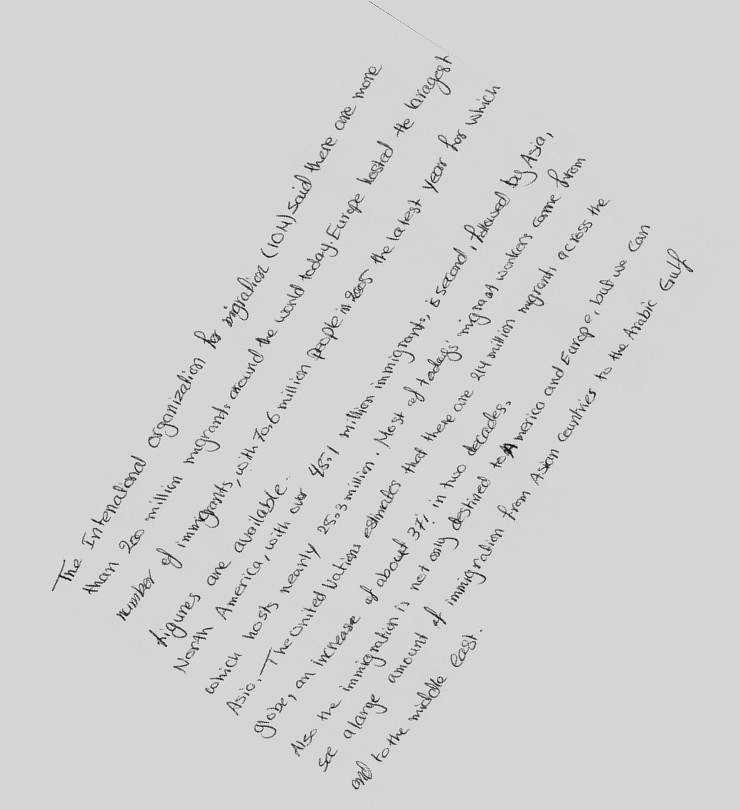 The Intenational organization for migration (IOM) said there are more
than 200 million migrants around the world today. Europe hosted the largest
number of immigrants, with 70.6 million people in 2005 the latest year for which
figures are available.
North America, with over 45.1 million immigrants, is second, followed by Asia,
which hosts nearly 25.3 million. Most of today's migrant workers come from
Asia. The United Nations estimates that there are 214 million migrants across the
globe, an increase of about 37% in two decades.
Also the immigration is not only destined to America and Europe, but we can
see a large amount of immigration from Asian countries to the Arabic Gulf
and to the middle east.